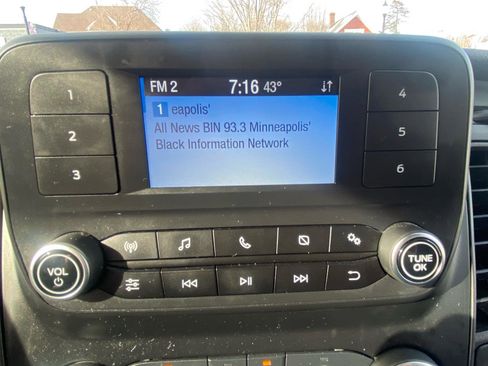 FM 2 7:16 43°
1 eapolis'
All News BIN 93.3 Minneapolis'
Black Information Network
1
2
3
4
5
6
VOL
TUNE
OK